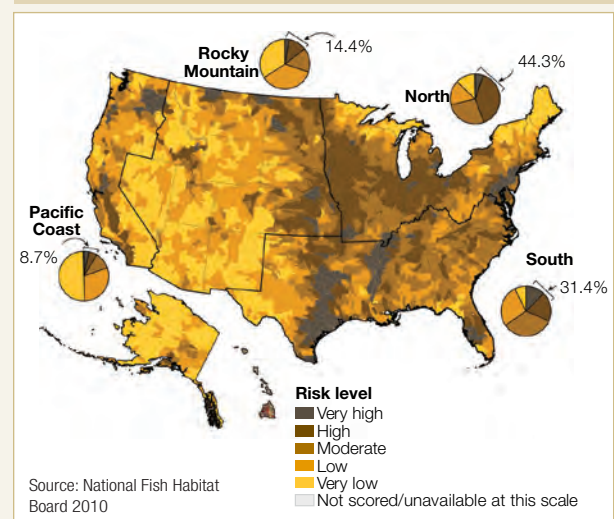 Rocky
Mountain
14.4%
44.3%
North
Pacific
Coast
8.7%
South
31.4%
Risk level
Very high
High
Moderate
Low
Very low
Not scored/unavailable at this scale
Source: National Fish Habitat
Board 2010